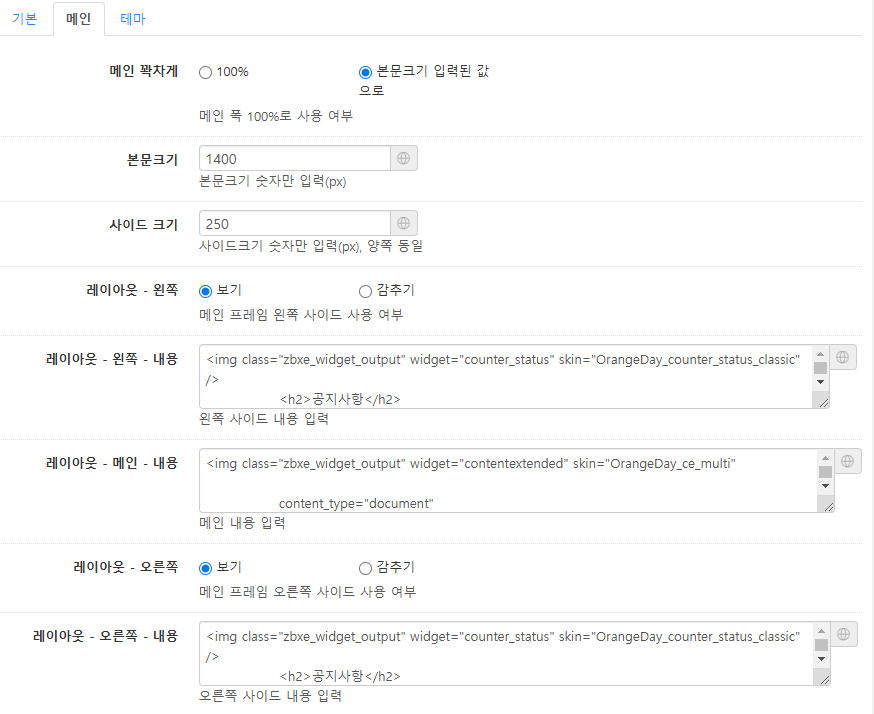 기본 메인 테마
메인 꽉차게 100% 본문크기 입력된 값
으로
메인 폭 100%로 사용 여부
본문크기 1400
본문크기 숫자만 입력(px)
사이드 크기 250
사이드크기 숫자만 입력(px), 양쪽 동일
레이아웃 - 왼쪽 보기 감추기
메인 프레임 왼쪽 사이드 사용 여부
레이아웃 - 왼쪽 - 내용 <img class="zbxe_widget_output" widget="counter_status" skin="OrangeDay_counter_status_classic"
/>
<h2>공지사항</h2>
왼쪽 사이드 내용 입력
레이아웃 - 메인 - 내용 <img class="zbxe_widget_output" widget="contentextended" skin="OrangeDay_ce_multi"
content_type="document"
메인 내용 입력
레이아웃 - 오른쪽 보기 감추기
메인 프레임 오른쪽 사이드 사용 여부
레이아웃 - 오른쪽 - 내용 <img class="zbxe_widget_output" widget="counter_status" skin="OrangeDay_counter_status_classic"
/>
<h2>공지사항</h2>
오른쪽 사이드 내용 입력